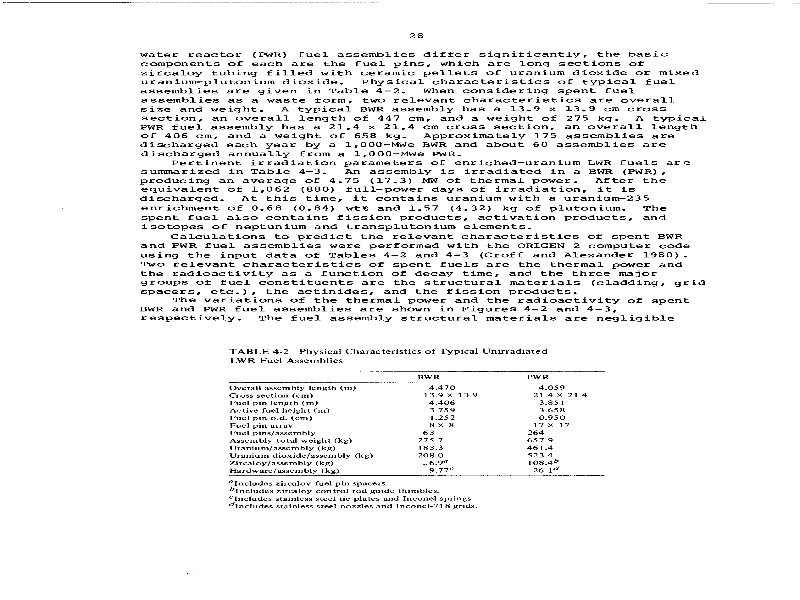 28
water reactor (PWR) fuel assemblies differ significantly, the basic
components of each are the fuel pins, which are long sections of
zircaloy tubing filled with ceramic pellets of uranium dioxide or mixed
uranium-plutonium dioxide. Physical characteristics of typical fuel
assemblies are given in Table 4-2. When considering spent fuel
assemblies as a waste form, two relevant characteristics are overall
size and weight. A typical BWR assembly has a 13.9 x 13.9 cm cross
section, an overall length of 447 cm, and a weight of 275 kg. A typical
PWR fuel assembly has a 21.4 x 21.4 cm cross section, an overall length
of 406 cm, and a weight of 658 kg. Approximately 175 assemblies are
discharged each year by a 1,000-MWe BWR and about 60 assemblies are
discharged annually from a 1,000-MWe PWR.
Pertinent irradiation parameters of enriched-uranium LWR fuels are
summarized in Table 4-3. An assembly is irradiated in a BWR (PWR),
producing an average of 4.75 (17.3) MW of thermal power. After the
equivalent of 1,062 (880) full-power days of irradiation, it is
discharged. At this time, it contains uranium with a uranium-235
enrichment of 0.68 (0.84) wt% and 1.57 (4.32) kg of plutonium. The
spent fuel also contains fission products, activation products, and
isotopes of neptunium and transplutonium elements.
Calculations to predict the relevant characteristics of spent BWR
and PWR fuel assemblies were performed with the ORIGEN 2 computer code
using the input data of Tables 4-2 and 4-3 (Croff and Alexander 1980).
Two relevant characteristics of spent fuels are the thermal power and
the radioactivity as a function of decay time, and the three major
groups of fuel constituents are the structural materials (cladding, grid
spacers, etc.), the actinides, and the fission products.
The variations of the thermal power and the radioactivity of spent
BWR and PWR fuel assemblies are shown in Figures 4-2 and 4-3,
respectively. The fuel assembly structural materials are negligible
TABLE 4-2 Physical Characteristics of Typical Unirradiated
LWR Fuel Assemblies
BWR PWR
Overall assembly length (m) 4.470 4.059
Cross section (cm) 13.9 × 13.9 21.4 × 21.4
Fuel pin length (m) 4.406 3.851
Active fuel height (m) 3.759 3.658
Fuel pin o.d. (cm) 1.252 0.950
Fuel pin array 8 × 8 17 × 17
Fuel pins/assembly 63 264
Assembly total weight (kg) 275.7 657.9
Uranium/assembly (kg) 183.3 461.4
Uranium dioxide/assembly (kg) 208.0 523.4
Zircaloy/assembly (kg) 108.4b
Hardware/assembly (kg) 9.77c 26.1d
aIncludes zircaloy fuel pin spacers.
bIncludes zircaloy control rod guide thimbles.
cIncludes stainless steel tie plates and Inconel springs.
dIncludes stainless steel nozzles and Inconel-718 grids.